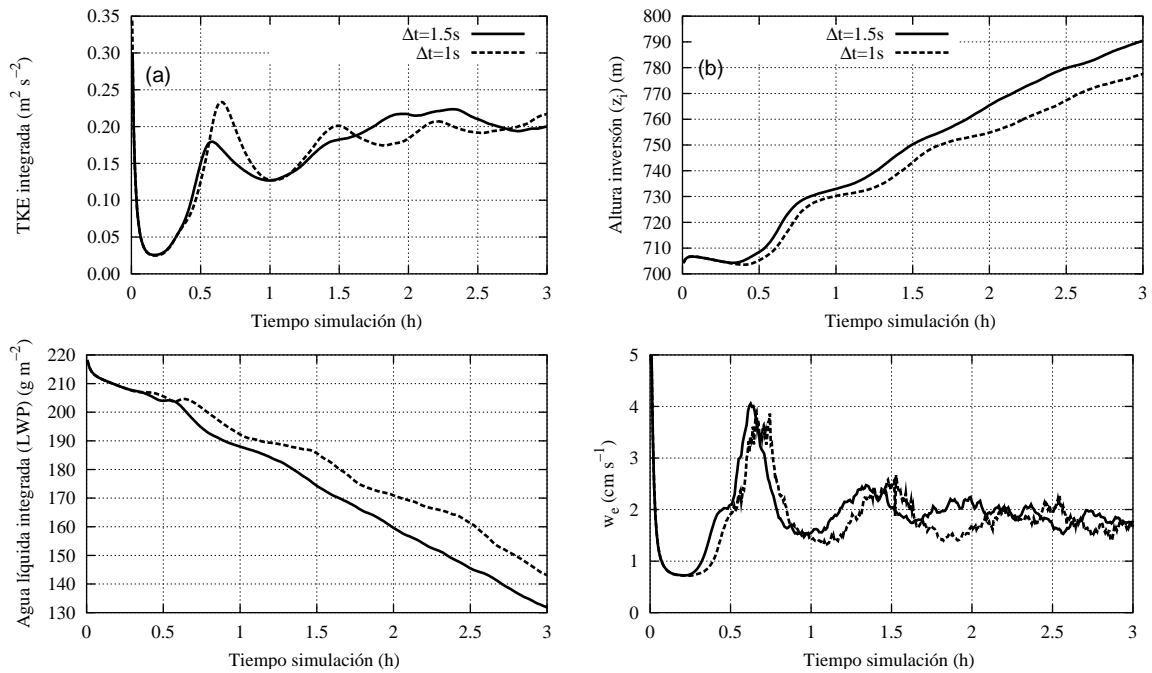 0.35
0.30
0.25
0.20
0.15
0.10
0.05
0.00
TKE integrada (m² s⁻²)
(a)
Δt=1.5s
Δt=1s
0 0.5 1 1.5 2 2.5 3
Tiempo simulación (h)
800
790
780
770
760
750
740
730
720
710
700
Altura inversón (zᵢ) (m)
(b)
Δt=1.5s
Δt=1s
0 0.5 1 1.5 2 2.5 3
Tiempo simulación (h)
220
210
200
190
180
170
160
150
140
130
Agua líquida integrada (LWP) (g m⁻²)
0 0.5 1 1.5 2 2.5 3
Tiempo simulación (h)
5
4
3
2
1
0
wₑ (cm s⁻¹)
0 0.5 1 1.5 2 2.5 3
Tiempo simulación (h)